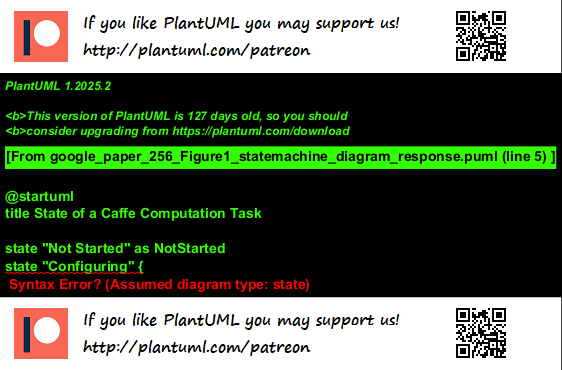 If you like PlantUML you may support us!
http://plantuml.com/patreon
PlantUML 1.2025.2
<b>This version of PlantUML is 127 days old, so you should
<b>consider upgrading from https://plantuml.com/download
[From google_paper_256_Figure1_statemachine_diagram_response.puml (line 5) ]
@startuml
title State of a Caffe Computation Task
state "Not Started" as NotStarted
state "Configuring" {
Syntax Error? (Assumed diagram type: state)
If you like PlantUML you may support us!
http://plantuml.com/patreon